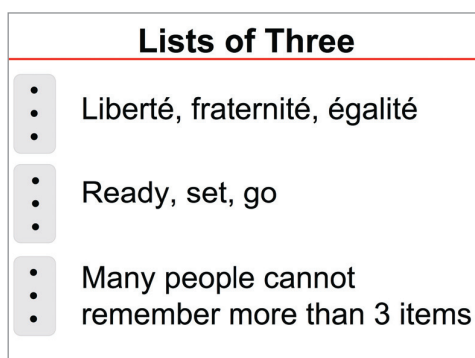 Lists of Three
Liberté, fraternité, égalité
Ready, set, go
Many people cannot
remember more than 3 items